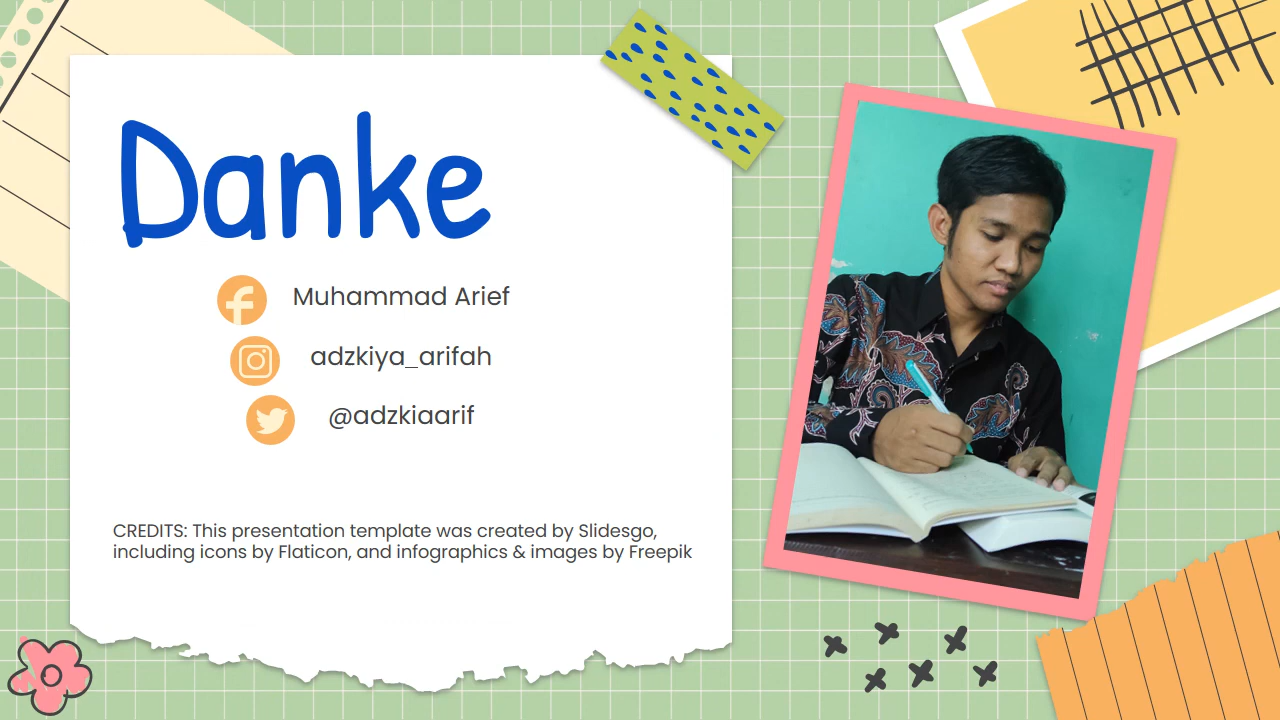 Danke
Muhammad Arief
adzkiya_arifah
@adzkiaarif
CREDITS: This presentation template was created by Slidesgo,
including icons by Flaticon, and infographics & images by Freepik